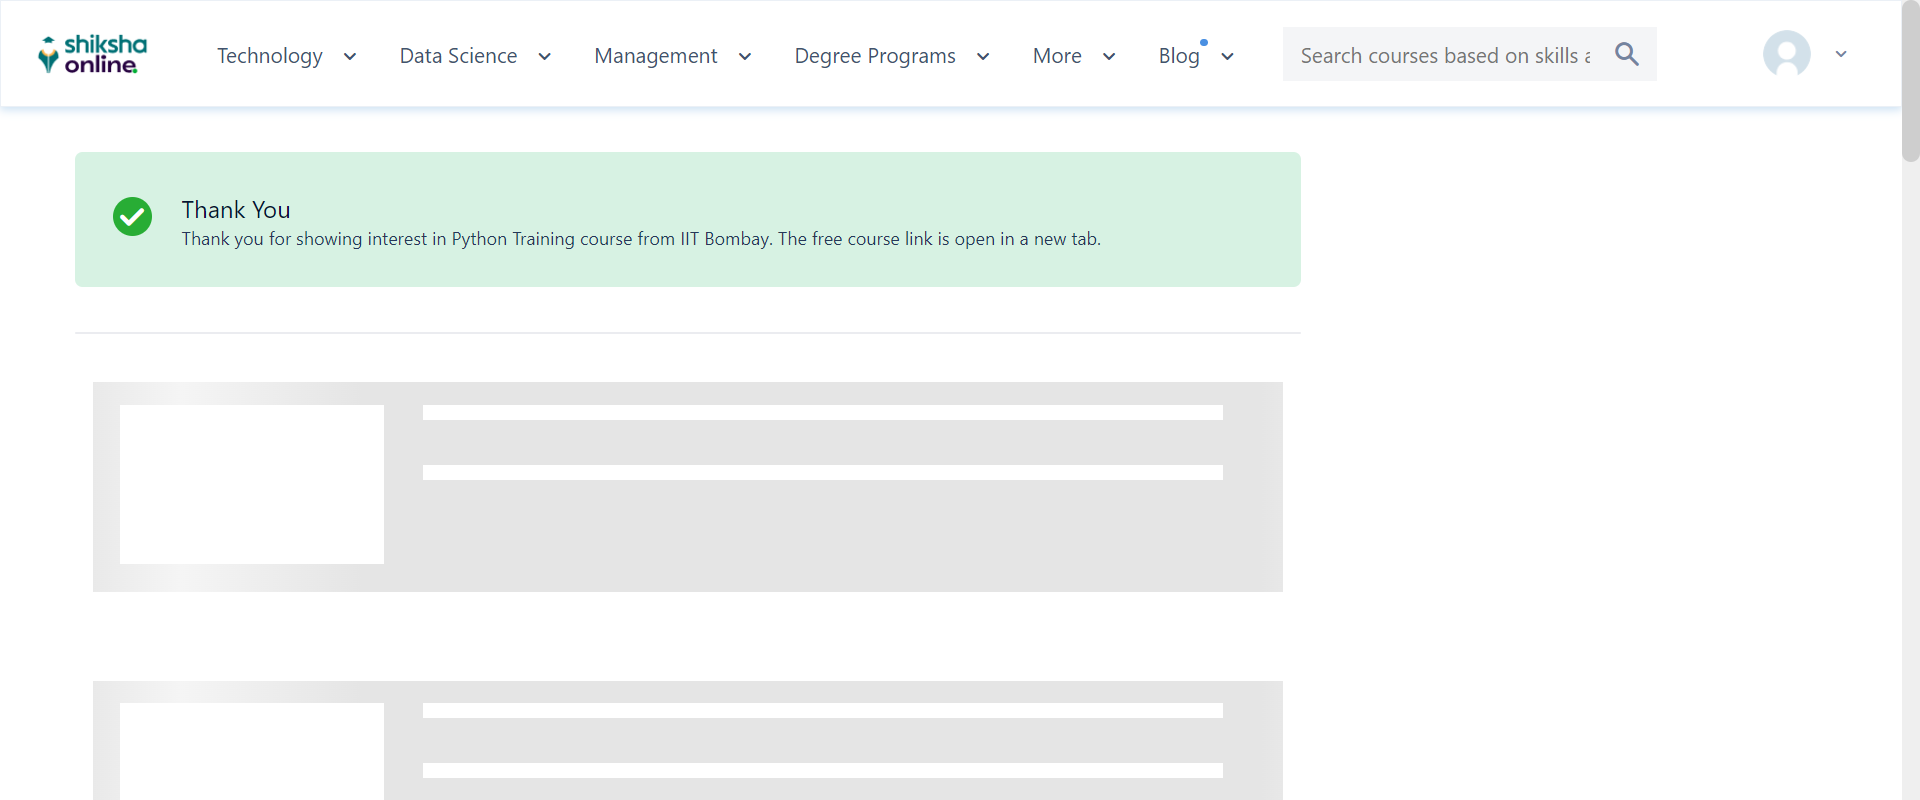 shiksha
online.
Technology
Data Science
Management
Degree Programs
More
Blog
Search courses based on skills a
Thank You
Thank you for showing interest in Python Training course from IIT Bombay. The free course link is open in a new tab.